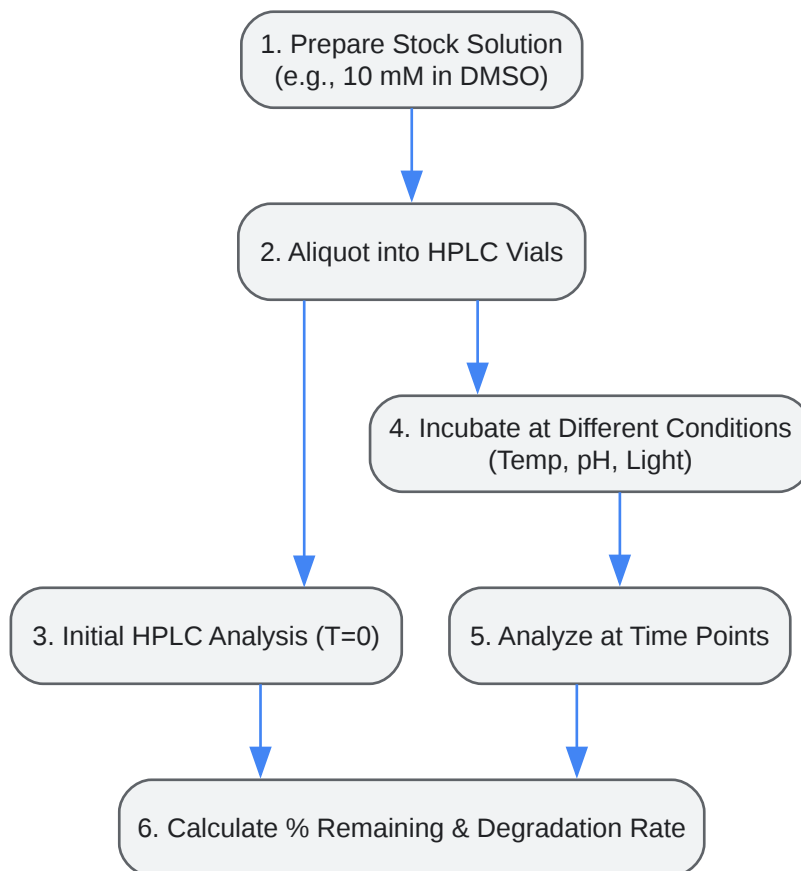 1. Prepare Stock Solution
(e.g., 10 mM in DMSO)
2. Aliquot into HPLC Vials
4. Incubate at Different Conditions
(Temp, pH, Light)
3. Initial HPLC Analysis (T=0)
5. Analyze at Time Points
6. Calculate % Remaining & Degradation Rate